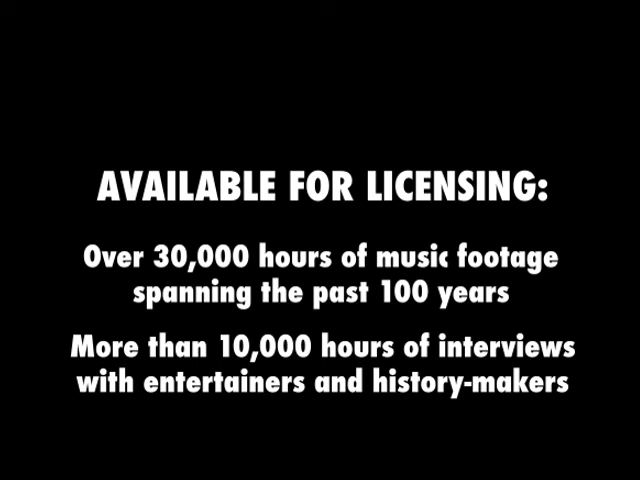 AVAILABLE FOR LICENSING:
Over 30,000 hours of music footage
spanning the past 100 years
More than 10,000 hours of interviews
with entertainers and history-makers